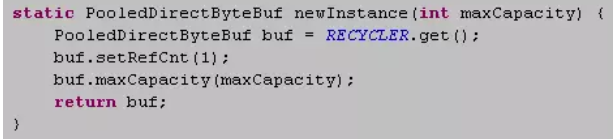 static PooledDirectByteBuf newInstance(int maxCapacity) {
    PooledDirectByteBuf buf = RECYCLER.get();
    buf.setRefCnt(1);
    buf.maxCapacity(maxCapacity);
    return buf;
}